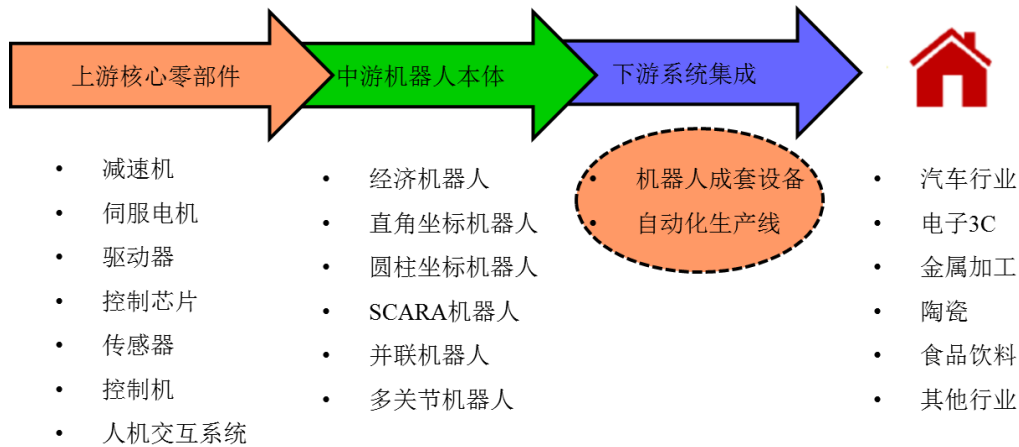 上游核心零部件
中游机器人本体
下游系统集成
• 减速机
• 伺服电机
• 驱动器
• 控制芯片
• 传感器
• 控制机
• 人机交互系统
• 经济机器人
• 直角坐标机器人
• 圆柱坐标机器人
• SCARA机器人
• 并联机器人
• 多关节机器人
• 机器人成套设备
• 自动化生产线
• 汽车行业
• 电子3C
• 金属加工
• 陶瓷
• 食品饮料
• 其他行业